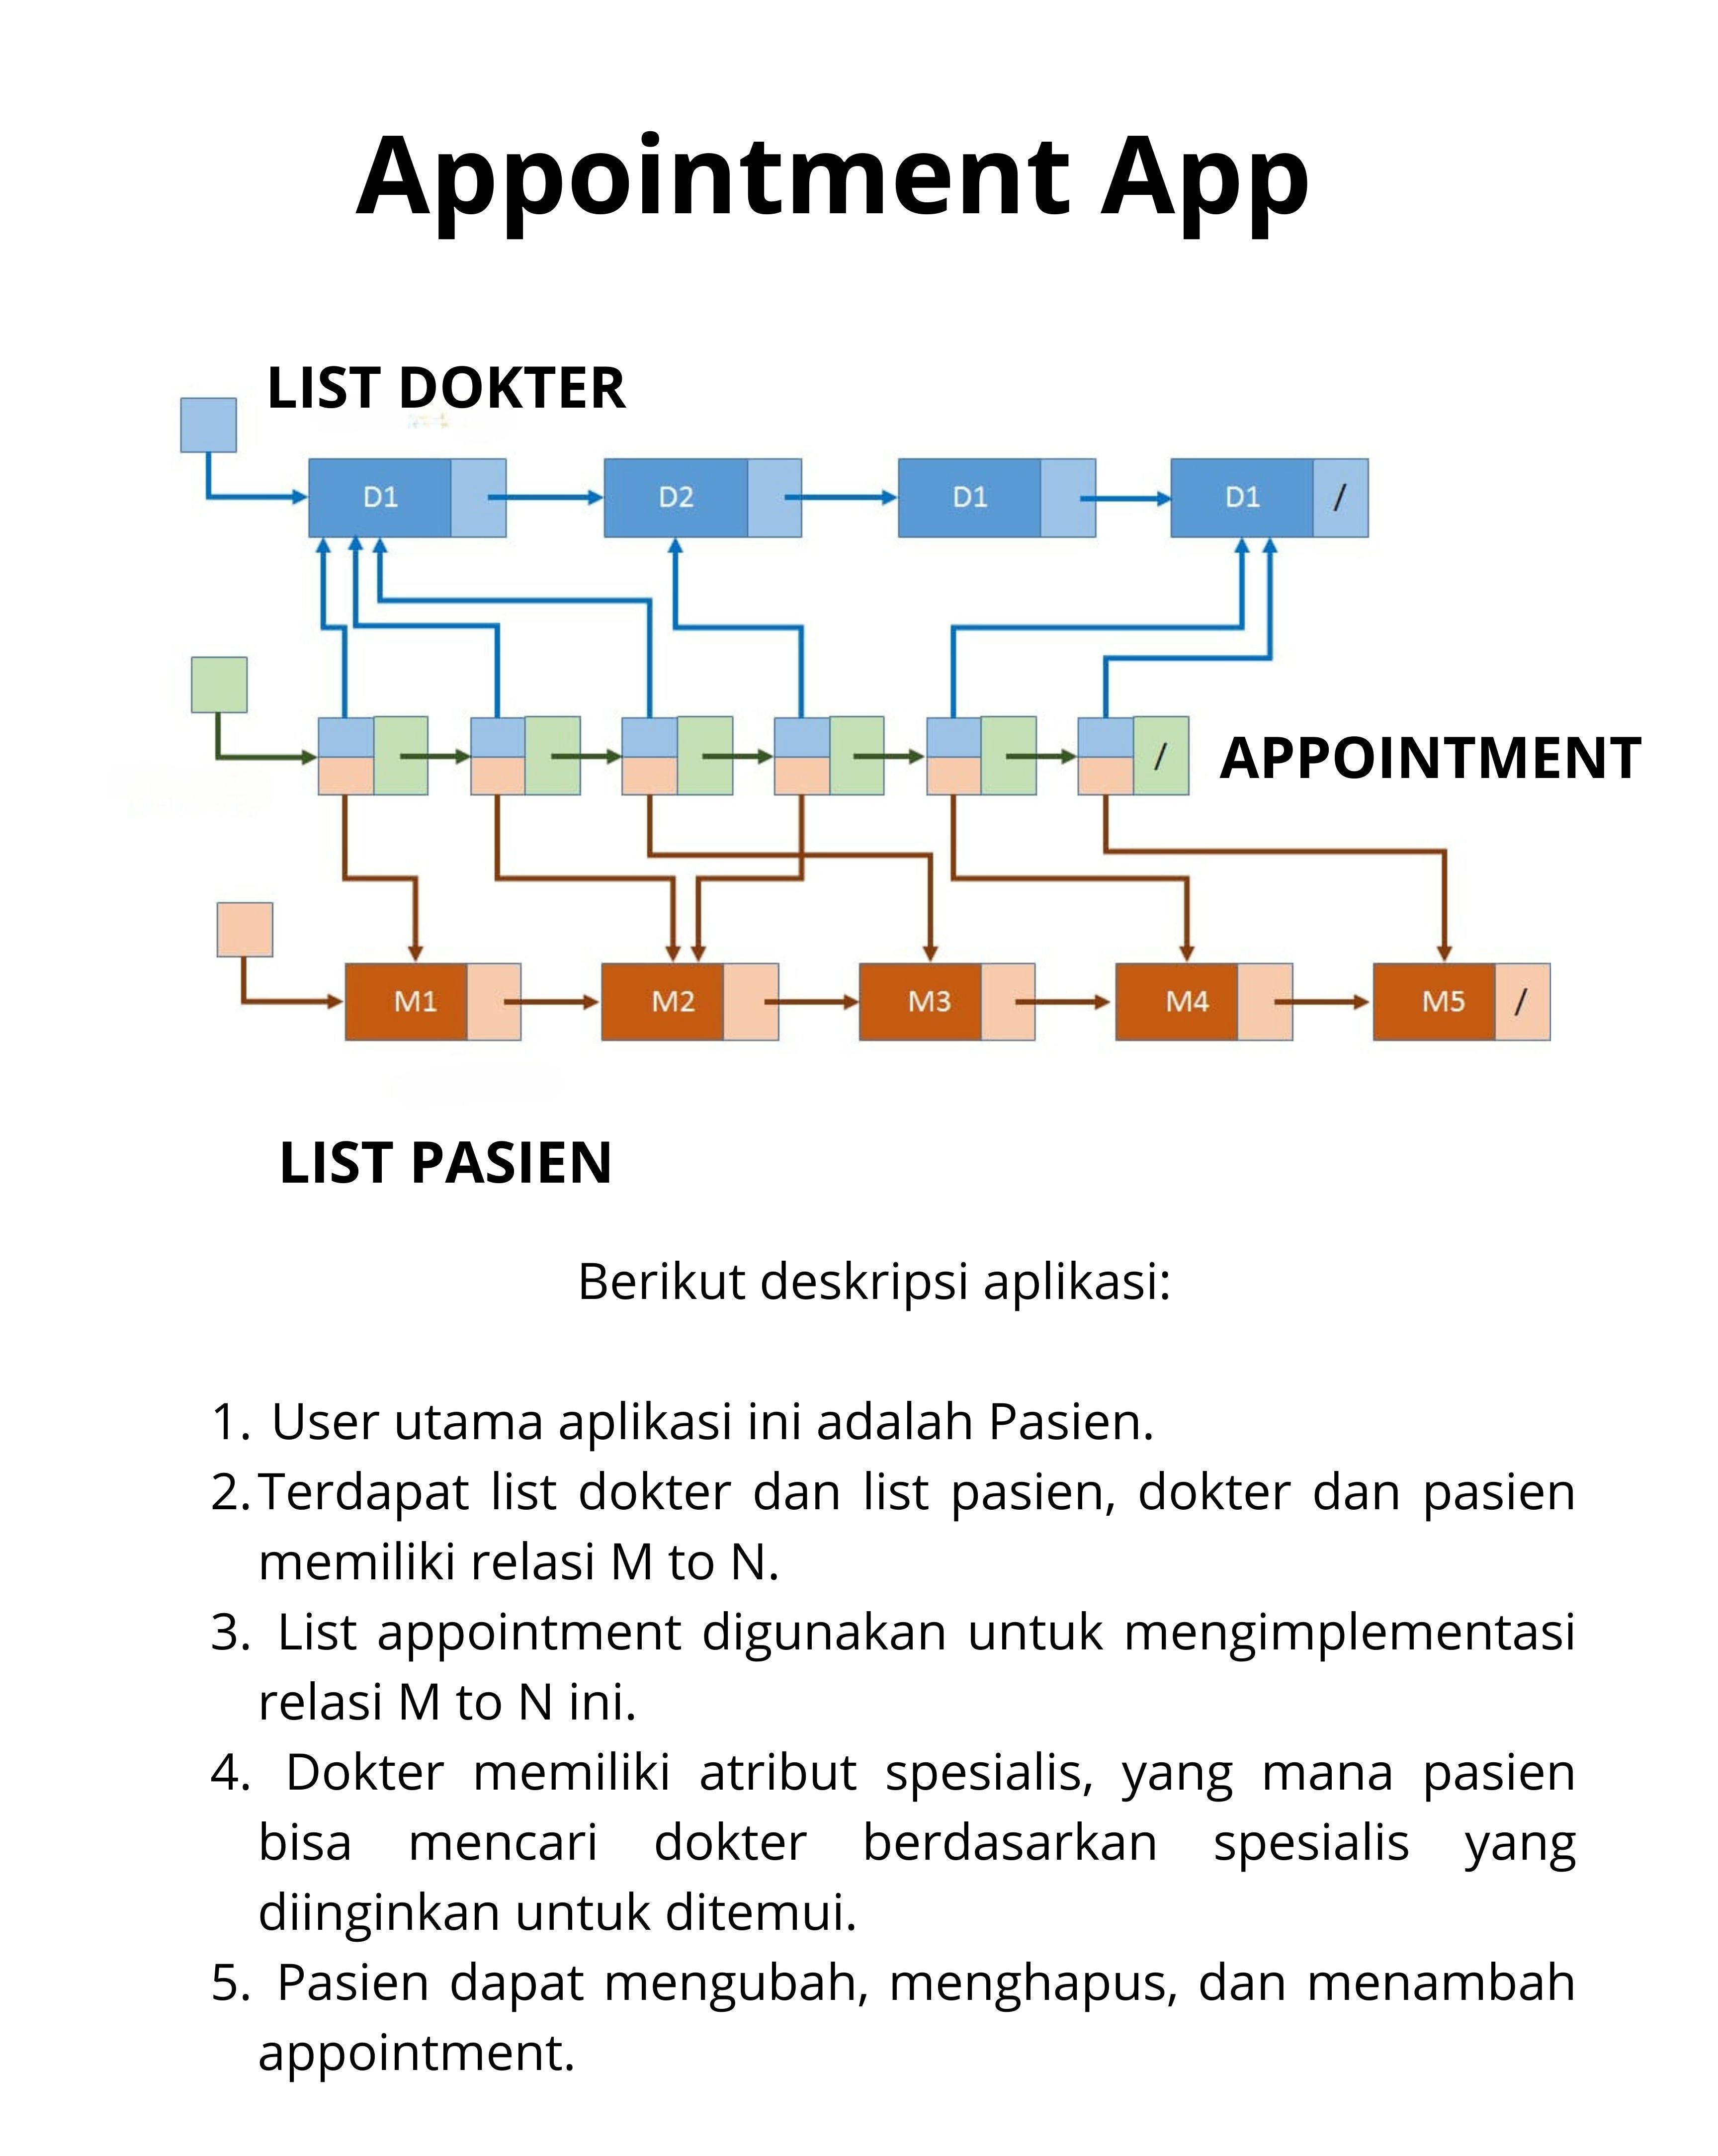 Appointment App
LIST DOKTER
D1 D2 D1 D1 /
/ APPOINTMENT
M1 M2 M3 M4 M5 /
LIST PASIEN
Berikut deskripsi aplikasi:
1. User utama aplikasi ini adalah Pasien.
2. Terdapat list dokter dan list pasien, dokter dan pasien
memiliki relasi M to N.
3. List appointment digunakan untuk mengimplementasi
relasi M to N ini.
4. Dokter memiliki atribut spesialis, yang mana pasien
bisa mencari dokter berdasarkan spesialis yang
diinginkan untuk ditemui.
5. Pasien dapat mengubah, menghapus, dan menambah
appointment.